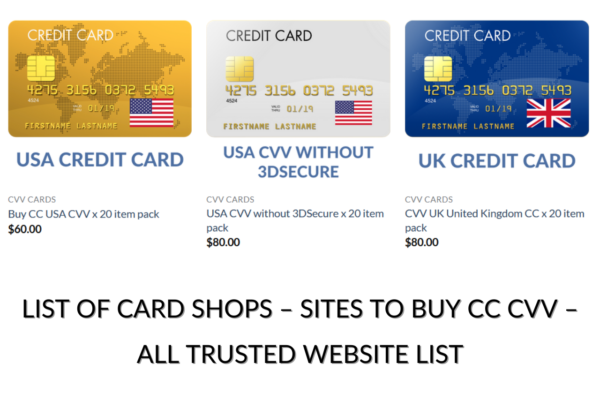 CREDIT CARD
4275 3156 0372 5493
4524
VALID THRU 01/19
FIRSTNAME LASTNAME
USA CREDIT CARD
CVV CARDS
Buy CC USA CVV x 20 item pack
$60.00
CREDIT CARD
4275 3156 0372 5493
4524
VALID THRU 01/19
FIRSTNAME LASTNAME
USA CVV WITHOUT
3DSECURE
CVV CARDS
USA CVV without 3DSecure x 20 item
pack
$80.00
CREDIT CARD
4275 3156 0372 5493
4524
VALID THRU 01/19
FIRSTNAME LASTNAME
UK CREDIT CARD
CVV CARDS
CVV UK United Kingdom CC x 20 item
pack
$80.00
LIST OF CARD SHOPS – SITES TO BUY CC CVV –
ALL TRUSTED WEBSITE LIST